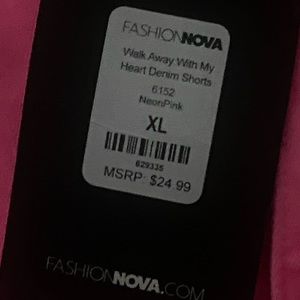 FASHIONNOVA
Walk Away With My
Heart Denim Shorts
6152
NeonPink
XL
629335
MSRP: $24.99
FASHIONNOVA.COM